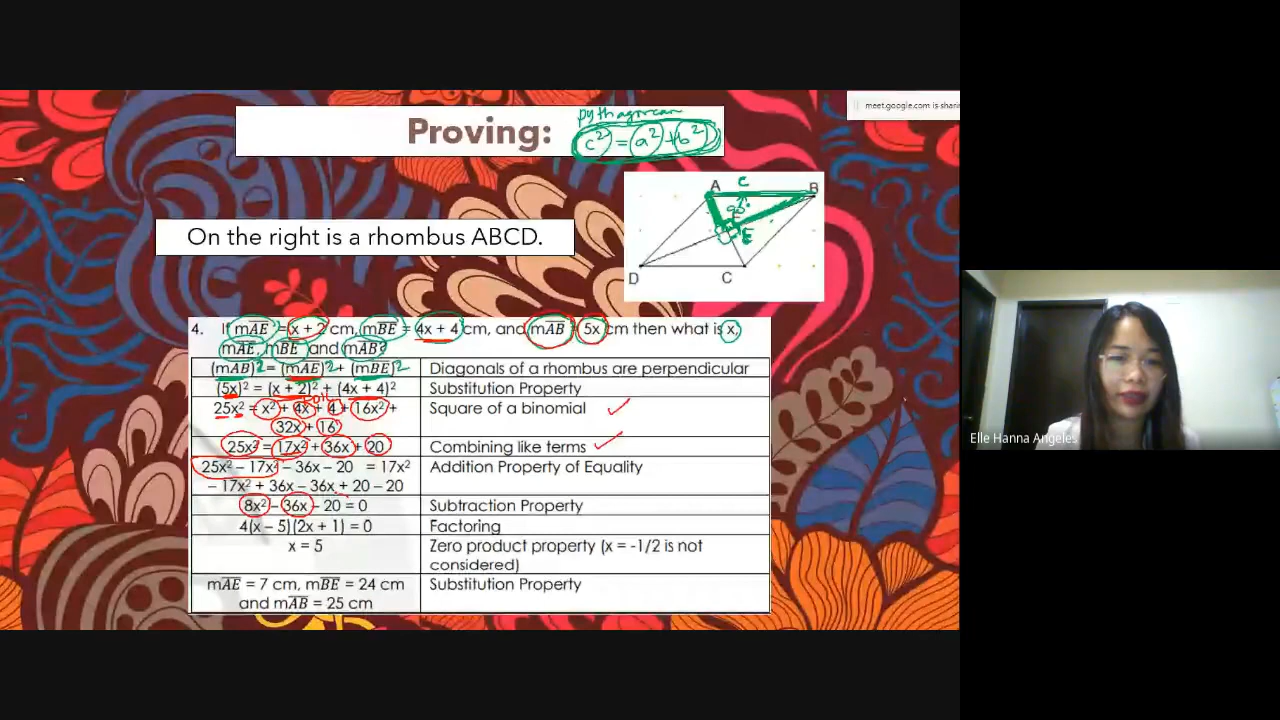 pythagorean
Proving:
c² = a² + b²
meet.google.com is sharin
A
c
B
90°
E
E
D
C
On the right is a rhombus ABCD.
4. If mAE = x + 2 cm, mBE = 4x + 4 cm, and mAB = 5x cm then what is x,
mAE, mBE and mAB?
(mAB)2 = (mAE)2 + (mBE)2
Diagonals of a rhombus are perpendicular
(5x)² = (x + 2)² + (4x + 4)²
Substitution Property
Foil
25x² = x² + 4x + 4 + 16x² +
32x + 16
Square of a binomial ✓
25x² = 17x² + 36x + 20
Combining like terms ✓
25x² – 17x² – 36x – 20 = 17x²
– 17x² + 36x – 36x + 20 – 20
Addition Property of Equality
8x² – 36x – 20 = 0
Subtraction Property
4(x – 5)(2x + 1) = 0
Factoring
x = 5
Zero product property (x = -1/2 is not
considered)
mAE = 7 cm, mBE = 24 cm
and mAB = 25 cm
Substitution Property
Elle Hanna Angeles